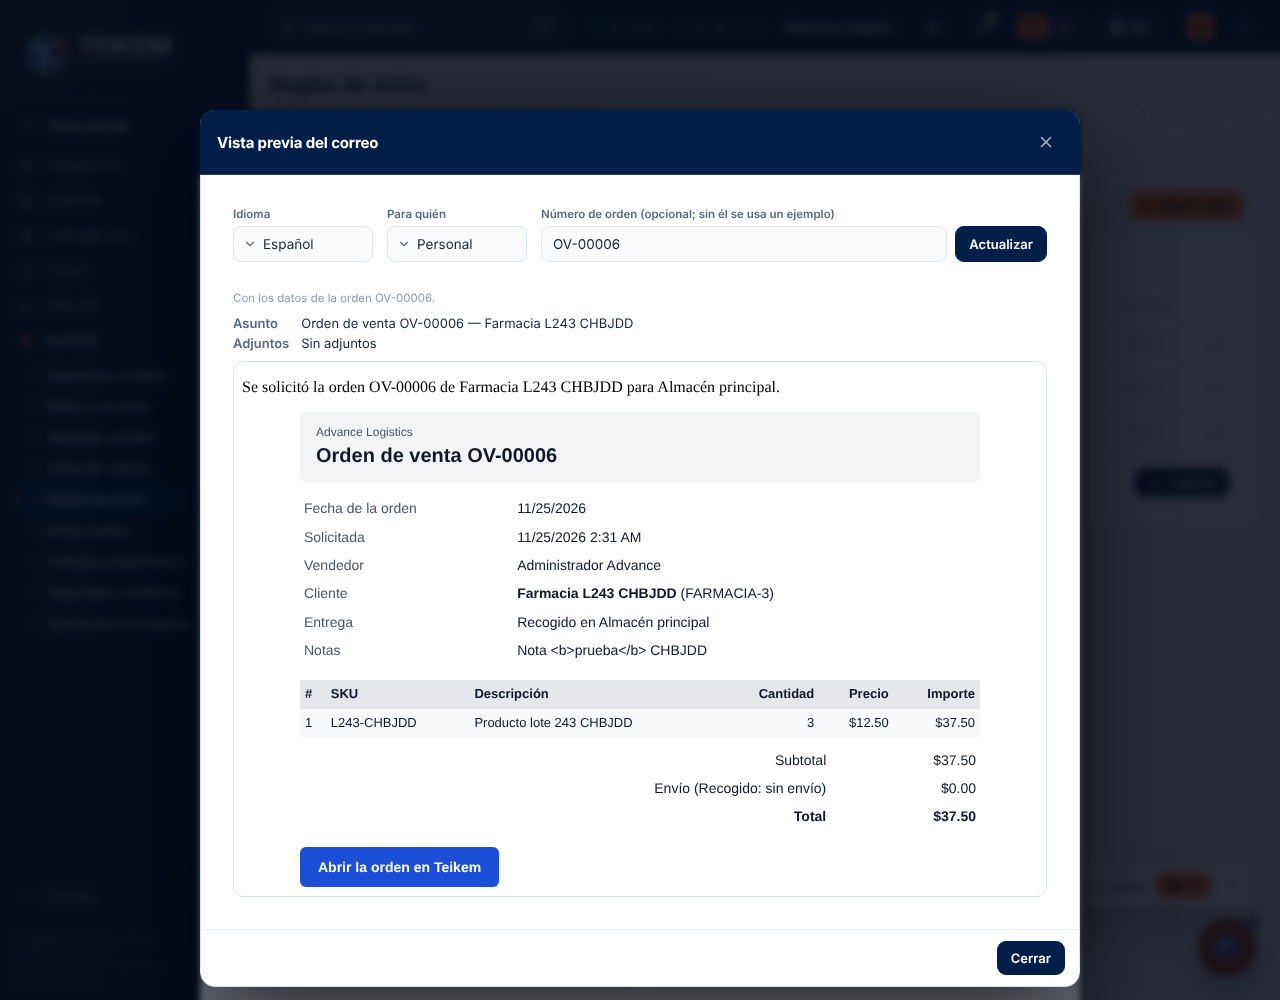 TEIKEM
Reglas de aviso
Vista previa del correo
Idioma
Para quién
Número de orden (opcional; sin él se usa un ejemplo)
Español
Personal
OV-00006
Actualizar
Con los datos de la orden OV-00006.
Asunto Orden de venta OV-00006 — Farmacia L243 CHBJDD
Adjuntos Sin adjuntos
Se solicitó la orden OV-00006 de Farmacia L243 CHBJDD para Almacén principal.
Advance Logistics
Orden de venta OV-00006
Fecha de la orden 11/25/2026
Solicitada 11/25/2026 2:31 AM
Vendedor Administrador Advance
Cliente Farmacia L243 CHBJDD (FARMACIA-3)
Entrega Recogido en Almacén principal
Notas Nota <b>prueba</b> CHBJDD
# SKU Descripción Cantidad Precio Importe
1 L243-CHBJDD Producto lote 243 CHBJDD 3 $12.50 $37.50
Subtotal $37.50
Envío (Recogido: sin envío) $0.00
Total $37.50
Abrir la orden en Teikem
Cerrar